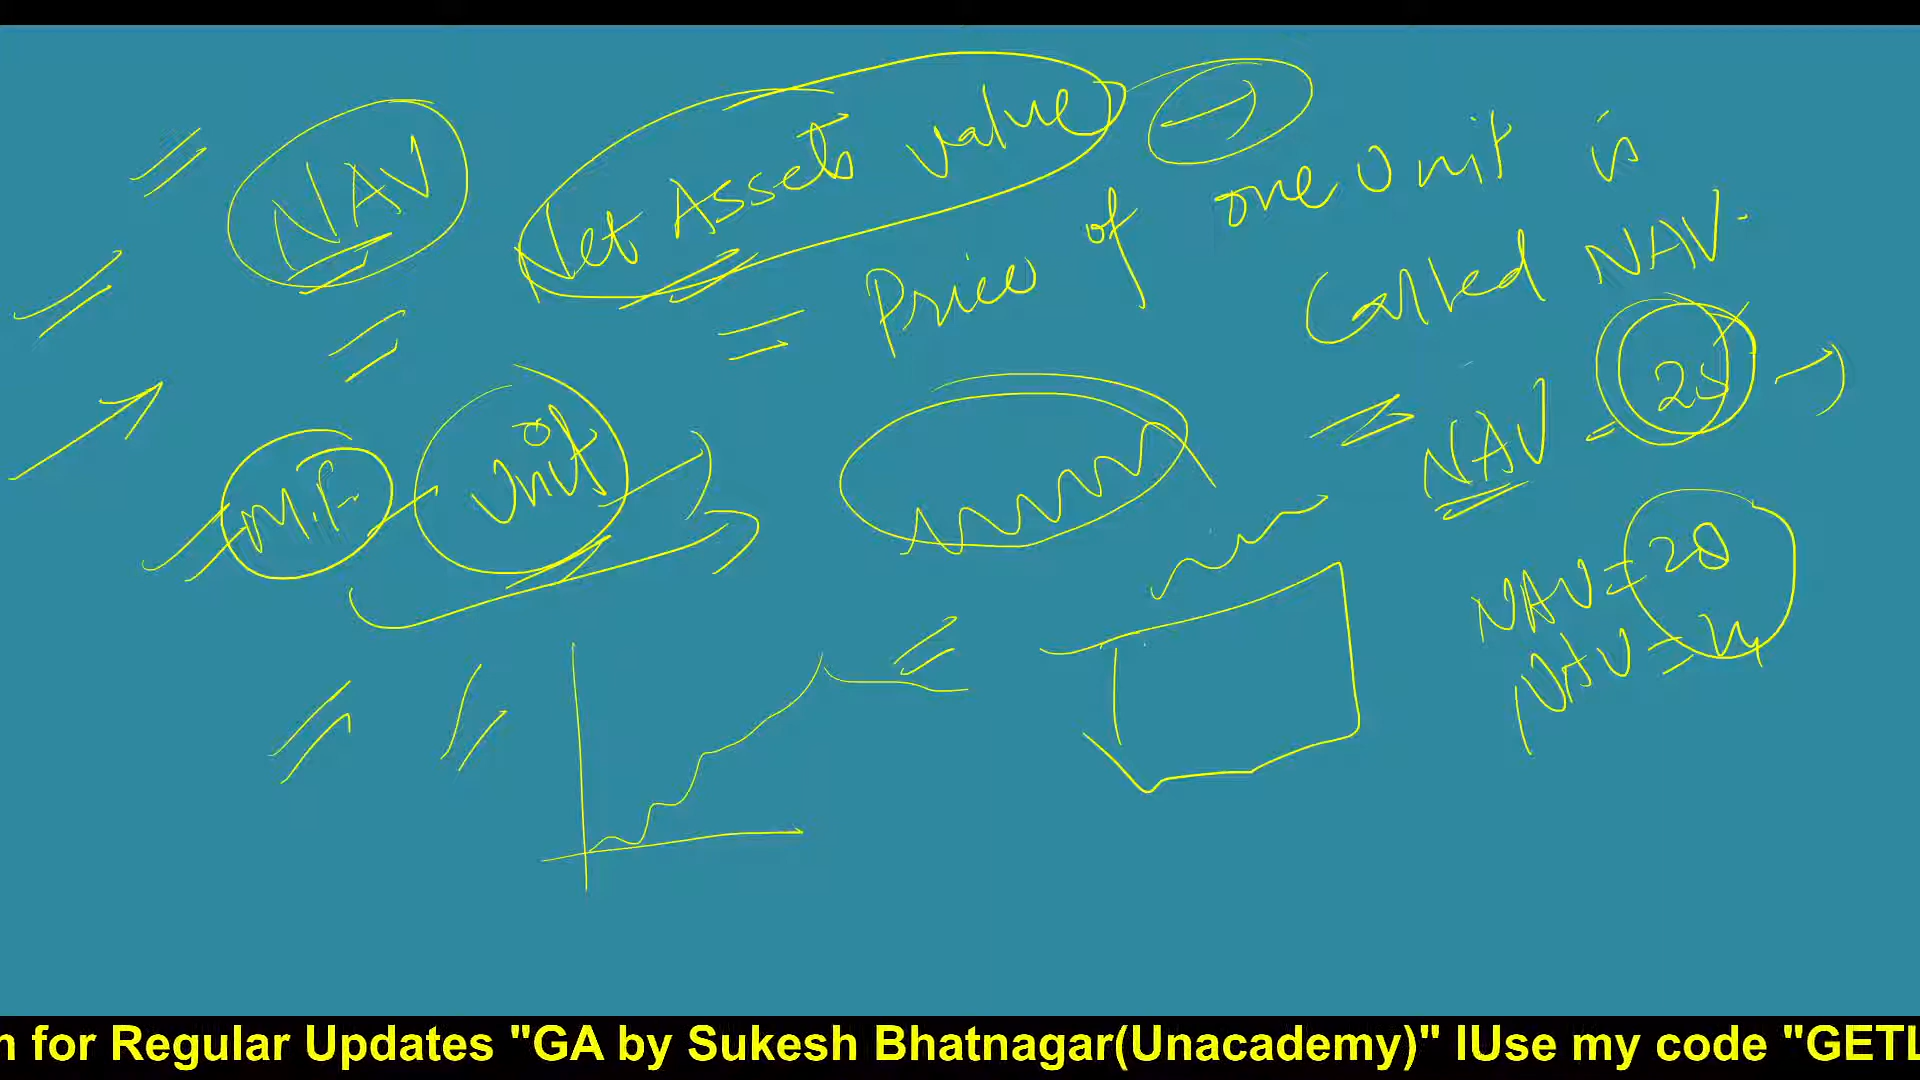 NAV Net Assets value
= Price of one Unit is
Called NAV.
M.F. Unit
NAV = 25
NAV = 28
NAV = 24
n for Regular Updates "GA by Sukesh Bhatnagar(Unacademy)" IUse my code "GETL